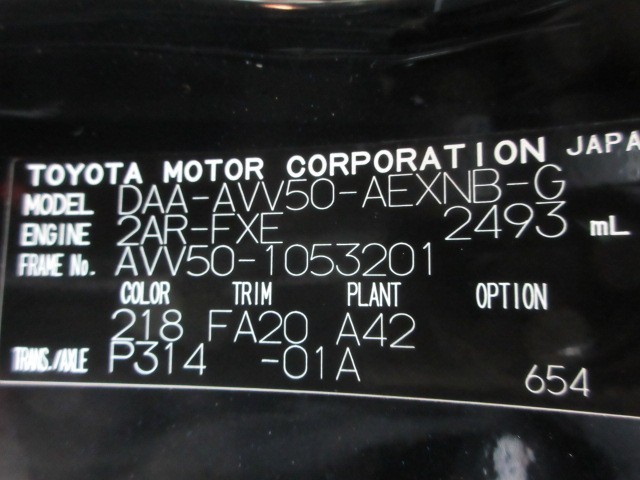 TOYOTA MOTOR CORPORATION JAPA
MODEL DAA-AVV50-AEXNB-G
ENGINE 2AR-FXE 2493 mL
FRAME No. AVV50-1053201
COLOR TRIM PLANT OPTION
218 FA20 A42
TRANS./AXLE P314 -01A
654